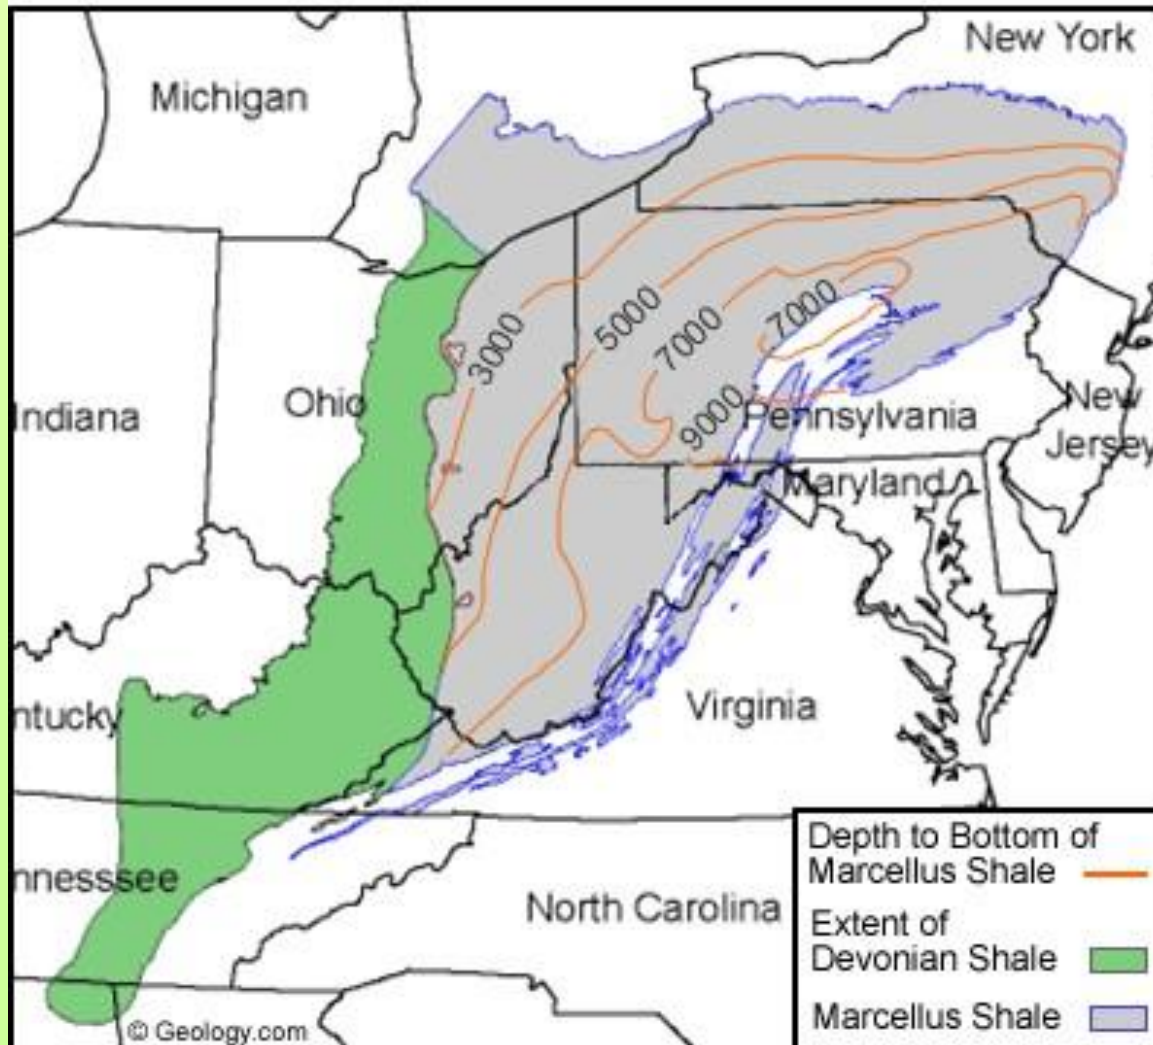 New York
Michigan
3000
5000
7000
7000
Indiana
Ohio
9000
Pennsylvania
New
Jersey
Maryland
Virginia
ntucky
nnesssee
North Carolina
Depth to Bottom of
Marcellus Shale
Extent of
Devonian Shale
Marcellus Shale
© Geology.com